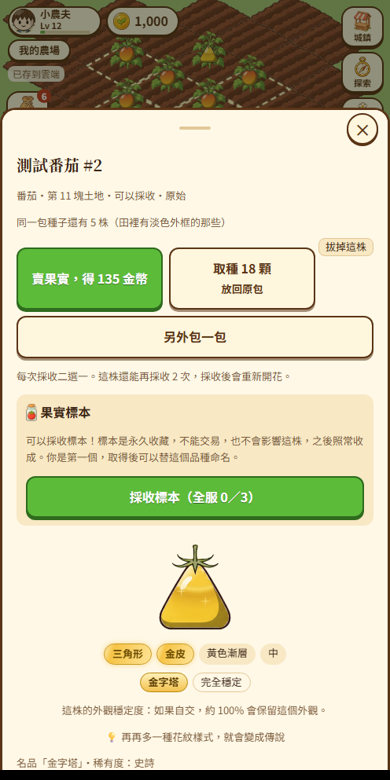 小農夫
Lv 12
1,000
城鎮
我的農場
已存到雲端
探索
6
測試番茄 #2
番茄・第 11 塊土地・可以採收・原始
同一包種子還有 5 株（田裡有淡色外框的那些）
拔掉這株
賣果實，得 135 金幣
取種 18 顆
放回原包
另外包一包
每次採收二選一。這株還能再採收 2 次，採收後會重新開花。
果實標本
可以採收標本！標本是永久收藏，不能交易，也不會影響這株，之後照常收
成。你是第一個，取得後可以替這個品種命名。
採收標本（全服 0／3）
三角形
金皮
黃色漸層
中
金字塔
完全穩定
這株的外觀穩定度：如果自交，約 100% 會保留這個外觀。
再再多一種花紋樣式，就會變成傳說
名品「金字塔」・稀有度：史詩